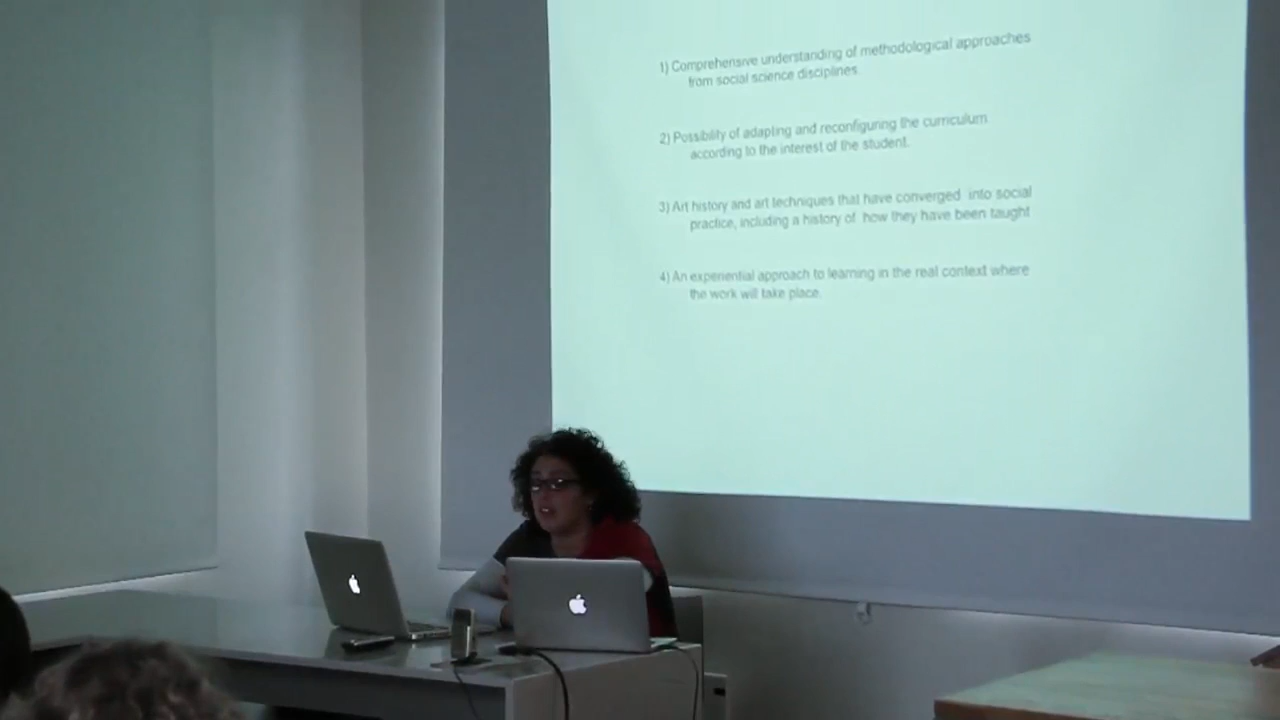 1) Comprehensive understanding of methodological approaches
from social science disciplines
2) Possibility of adapting and reconfiguring the curriculum
according to the interest of the student.
3) Art history and art techniques that have converged into social
practice, including a history of how they have been taught
4) An experiential approach to learning in the real context where
the work will take place.